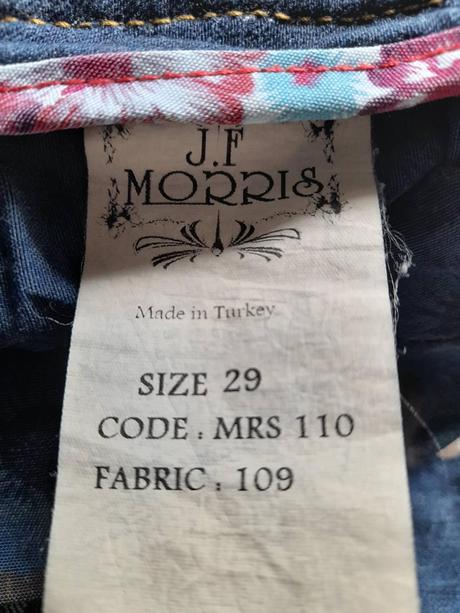 J.F
MORRIS
Made in Turkey
SIZE 29
CODE : MRS 110
FABRIC : 109